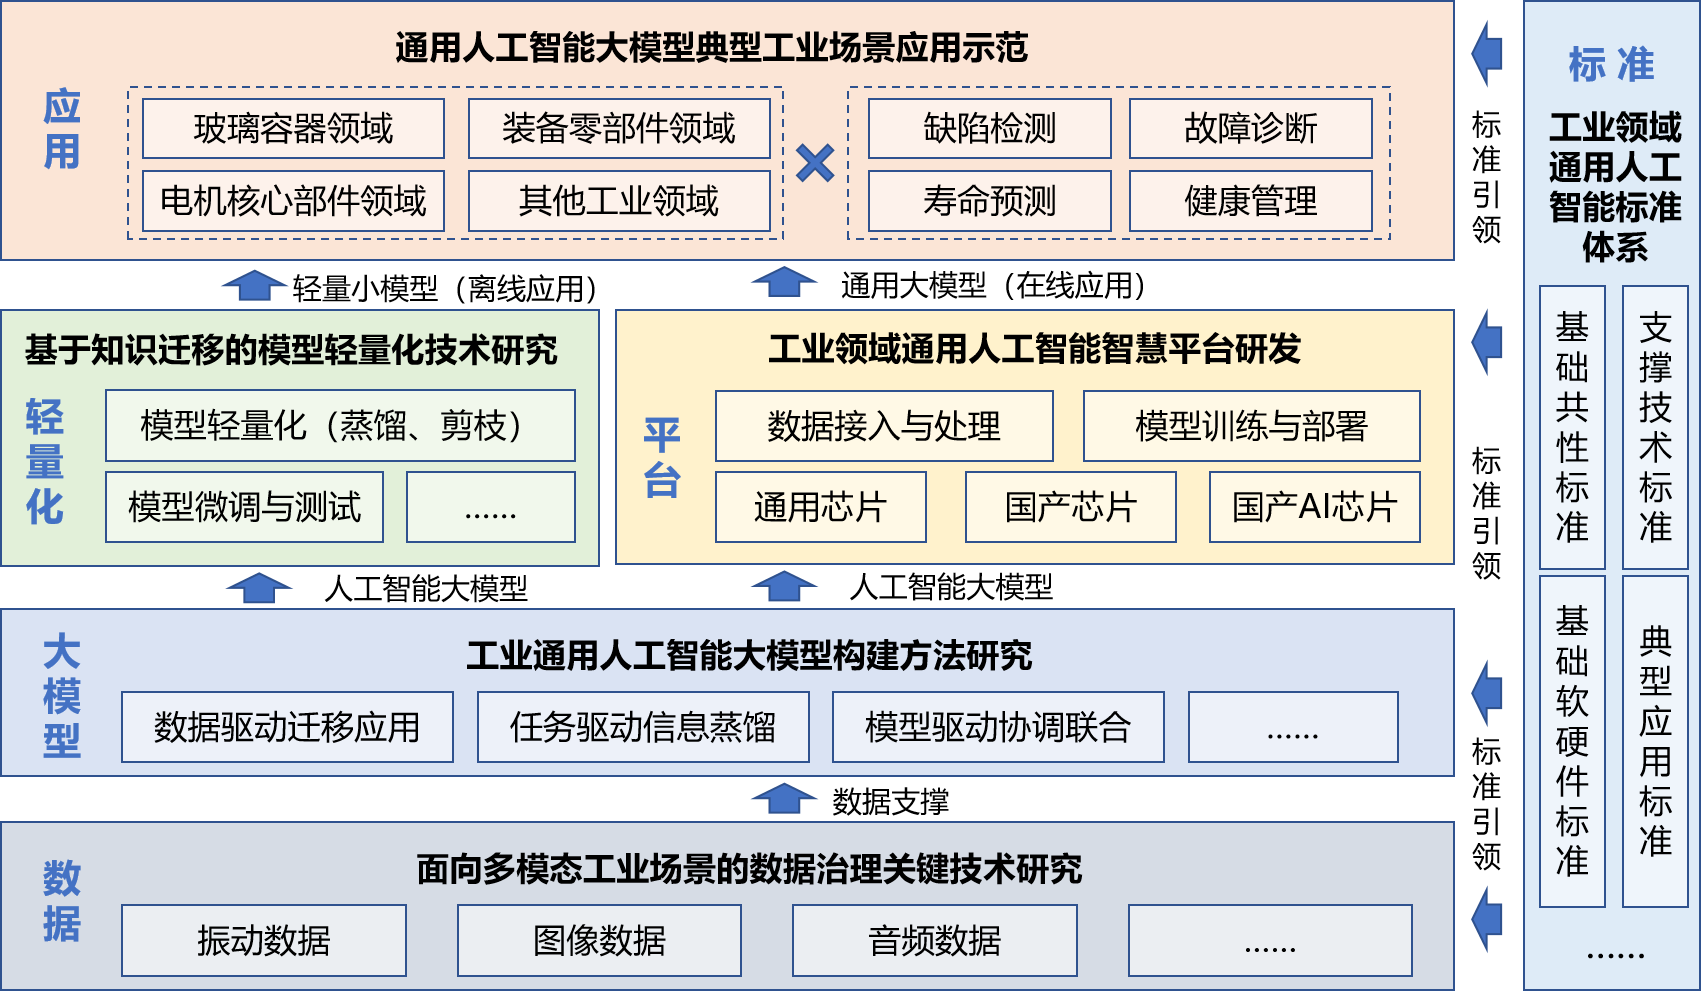 通用人工智能大模型典型工业场景应用示范
应
用
玻璃容器领域
装备零部件领域
电机核心部件领域
其他工业领域
缺陷检测
故障诊断
寿命预测
健康管理
轻量小模型（离线应用）
通用大模型（在线应用）
基于知识迁移的模型轻量化技术研究
轻
量
化
模型轻量化（蒸馏、剪枝）
模型微调与测试
……
工业领域通用人工智能智慧平台研发
平
台
数据接入与处理
模型训练与部署
通用芯片
国产芯片
国产AI芯片
人工智能大模型
人工智能大模型
工业通用人工智能大模型构建方法研究
大
模
型
数据驱动迁移应用
任务驱动信息蒸馏
模型驱动协调联合
……
数据支撑
面向多模态工业场景的数据治理关键技术研究
数
据
振动数据
图像数据
音频数据
……
标
准
引
领
标
准
引
领
标
准
引
领
标 准
工业领域
通用人工
智能标准
体系
基
础
共
性
标
准
支
撑
技
术
标
准
基
础
软
硬
件
标
准
典
型
应
用
标
准
……